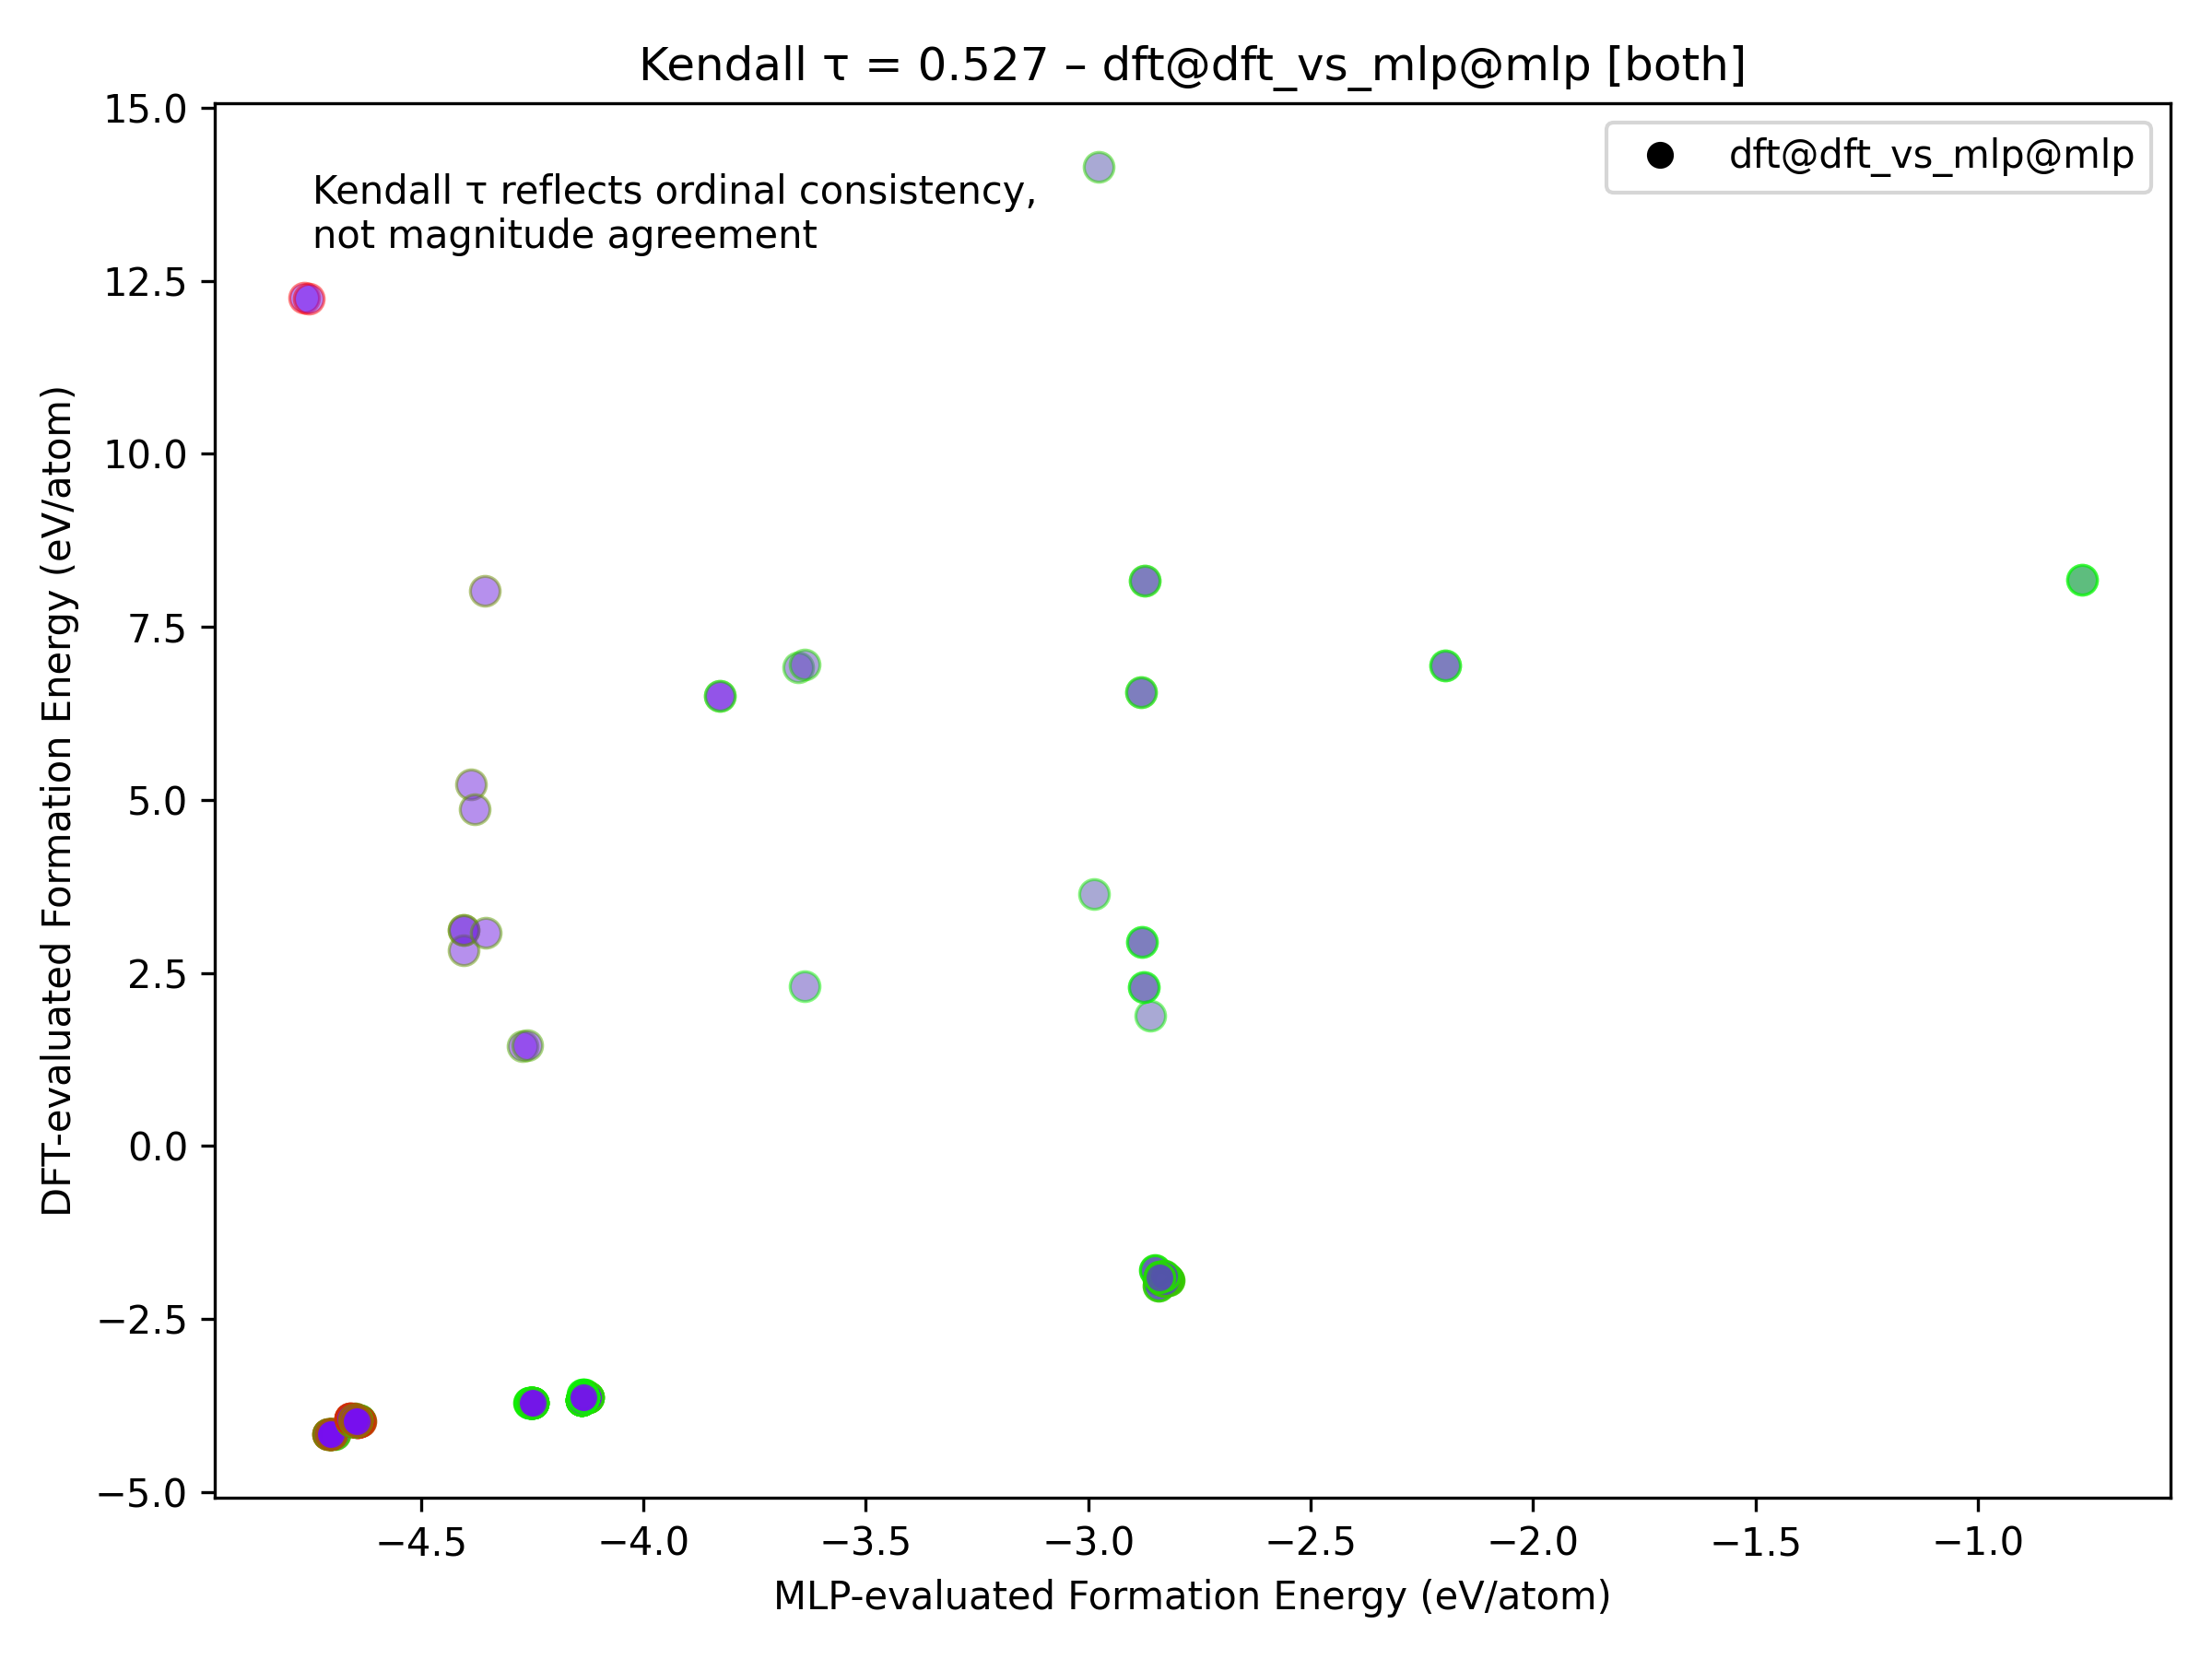 Kendall τ = 0.527 – dft@dft_vs_mlp@mlp [both]
dft@dft_vs_mlp@mlp
Kendall τ reflects ordinal consistency,
not magnitude agreement
DFT-evaluated Formation Energy (eV/atom)
15.0
12.5
10.0
7.5
5.0
2.5
0.0
−2.5
−5.0
−4.5
−4.0
−3.5
−3.0
−2.5
−2.0
−1.5
−1.0
MLP-evaluated Formation Energy (eV/atom)